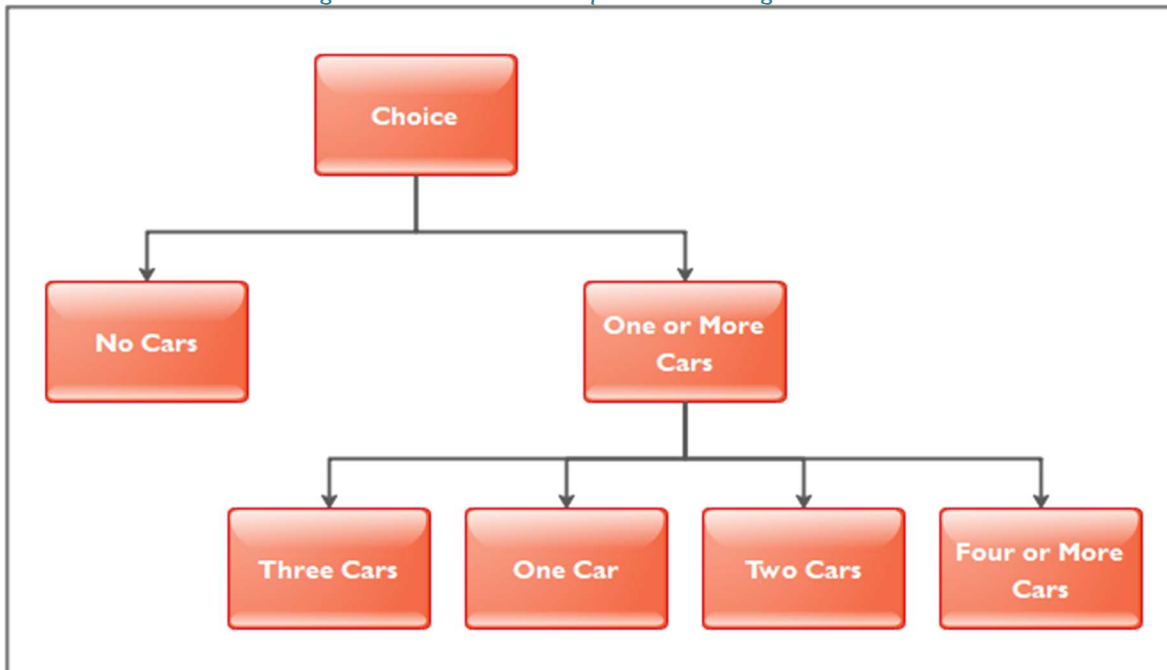 Choice
No Cars
One or More
Cars
Three Cars
One Car
Two Cars
Four or More
Cars